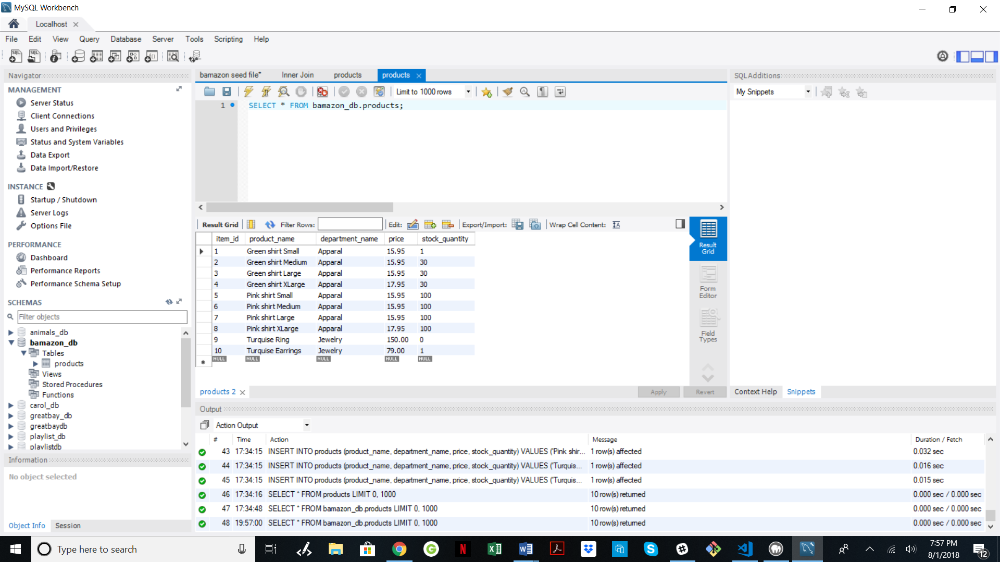 MySQL Workbench
Localhost
File Edit View Query Database Server Tools Scripting Help
Navigator
MANAGEMENT
Server Status
Client Connections
Users and Privileges
Status and System Variables
Data Export
Data Import/Restore
INSTANCE
Startup / Shutdown
Server Logs
Options File
PERFORMANCE
Dashboard
Performance Reports
Performance Schema Setup
SCHEMAS
Filter objects
animals_db
bamazon_db
Tables
products
Views
Stored Procedures
Functions
carol_db
greatbay_db
greatbaydb
playlist_db
playlistdb
Information
No object selected
Object Info Session
bamazon seed file* Inner Join products products
Limit to 1000 rows
1 SELECT * FROM bamazon_db.products;
Result Grid Filter Rows: Edit: Export/Import: Wrap Cell Content:
item_id product_name department_name price stock_quantity
1 Green shirt Small Apparal 15.95 1
2 Green shirt Medium Apparal 15.95 30
3 Green shirt Large Apparal 15.95 30
4 Green shirt XLarge Apparal 17.95 30
5 Pink shirt Small Apparal 15.95 100
6 Pink shirt Medium Apparal 15.95 100
7 Pink shirt Large Apparal 15.95 100
8 Pink shirt XLarge Apparal 17.95 100
9 Turquise Ring Jewelry 150.00 0
10 Turquise Earrings Jewelry 79.00 1
NULL NULL NULL NULL NULL
Result
Grid
Form
Editor
Field
Types
products 2 Apply Revert
SQLAdditions
My Snippets
Context Help Snippets
Output
Action Output
# Time Action Message Duration / Fetch
43 17:34:15 INSERT INTO products (product_name, department_name, price, stock_quantity) VALUES ('Pink shir... 1 row(s) affected 0.032 sec
44 17:34:15 INSERT INTO products (product_name, department_name, price, stock_quantity) VALUES ("Turquis... 1 row(s) affected 0.016 sec
45 17:34:15 INSERT INTO products (product_name, department_name, price, stock_quantity) VALUES ("Turquis... 1 row(s) affected 0.015 sec
46 17:34:16 SELECT * FROM products LIMIT 0, 1000 10 row(s) returned 0.000 sec / 0.000 sec
47 17:34:48 SELECT * FROM bamazon_db.products LIMIT 0, 1000 10 row(s) returned 0.000 sec / 0.000 sec
48 19:57:00 SELECT * FROM bamazon_db.products LIMIT 0, 1000 10 row(s) returned 0.000 sec / 0.000 sec
Type here to search
7:57 PM
8/1/2018
12